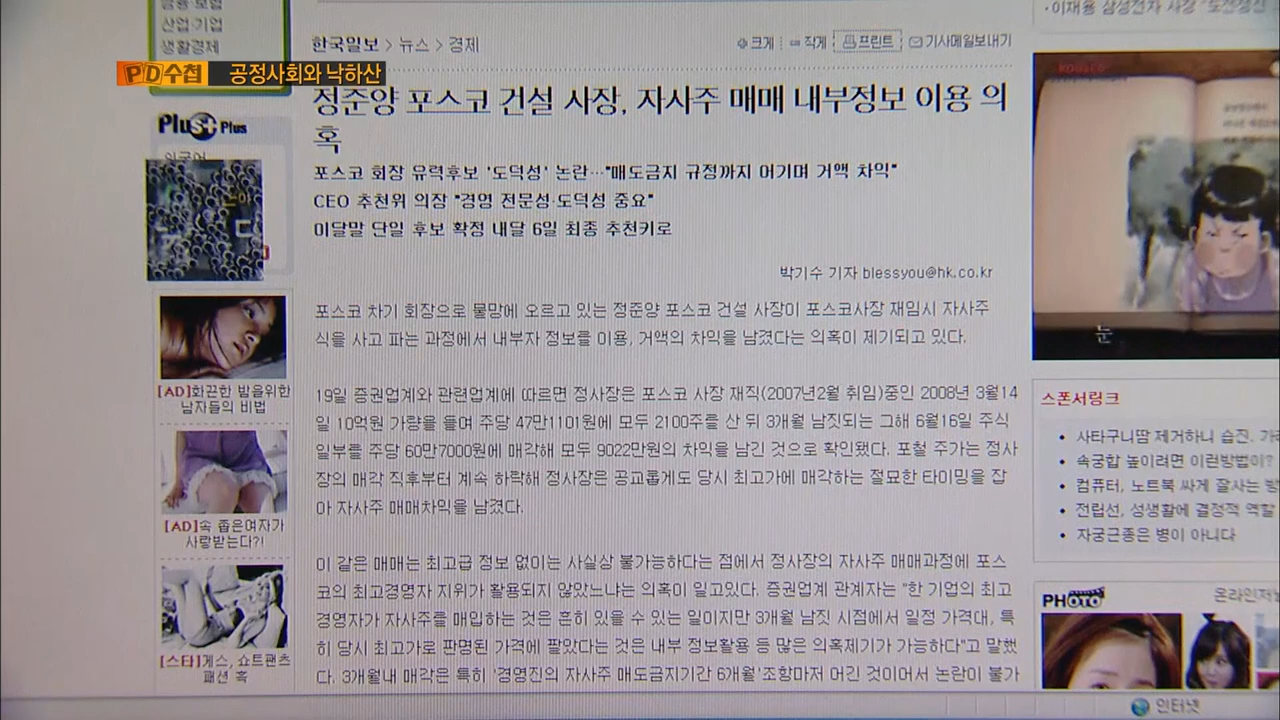 산업·기업
생활경제
한국일보 > 뉴스 > 경제
크게
작게
프린트
기사메일보내기
PD수첩 공정사회와 낙하산
정준양 포스코 건설 사장, 자사주 매매 내부정보 이용 의
혹
Plus+ Plus
외국어
포스코 회장 유력후보 '도덕성' 논란…"매도금지 규정까지 어기며 거액 차익"
CEO 추천위 의장 "경영 전문성·도덕성 중요"
이달말 단일 후보 확정 내달 6일 최종 추천키로
박기수 기자 blessyou@hk.co.kr
포스코 차기 회장으로 물망에 오르고 있는 정준양 포스코 건설 사장이 포스코사장 재임시 자사주
식을 사고 파는 과정에서 내부자 정보를 이용, 거액의 차익을 남겼다는 의혹이 제기되고 있다.
19일 증권업계와 관련업계에 따르면 정사장은 포스코 사장 재직(2007년2월 취임)중인 2008년 3월14
일 10억원 가량을 들여 주당 47만1101원에 모두 2100주를 산 뒤 3개월 남짓되는 그해 6월16일 주식
일부를 주당 60만7000원에 매각해 모두 9022만원의 차익을 남긴 것으로 확인됐다. 포철 주가는 정사
장의 매각 직후부터 계속 하락해 정사장은 공교롭게도 당시 최고가에 매각하는 절묘한 타이밍을 잡
아 자사주 매매차익을 남겼다.
이 같은 매매는 최고급 정보 없이는 사실상 불가능하다는 점에서 정사장의 자사주 매매과정에 포스
코의 최고경영자 지위가 활용되지 않았느냐는 의혹이 일고있다. 증권업계 관계자는 "한 기업의 최고
경영자가 자사주를 매입하는 것은 흔히 있을 수 있는 일이지만 3개월 남짓 시점에서 일정 가격대, 특
히 당시 최고가로 판명된 가격에 팔았다는 것은 내부 정보활용 등 많은 의혹제기가 가능하다"고 말했
다. 3개월내 매각은 특히 '경영진의 자사주 매도금지기간 6개월'조항마저 어긴 것이어서 논란이 불가
[AD]화끈한 밤을위한
남자들의 비법
[AD]속 좁은여자가
사랑받는다?!
[스타]게스, 쇼트팬츠
패션 혹
눈
스폰서링크
사타구니땀 제거하니 습진.
속궁합 높이려면 이런방법이?
컴퓨터, 노트북 싸게 잘사는
전립선, 성생활에 결정적 역할
자궁근종은 병이 아니다
PHOTO
인터넷